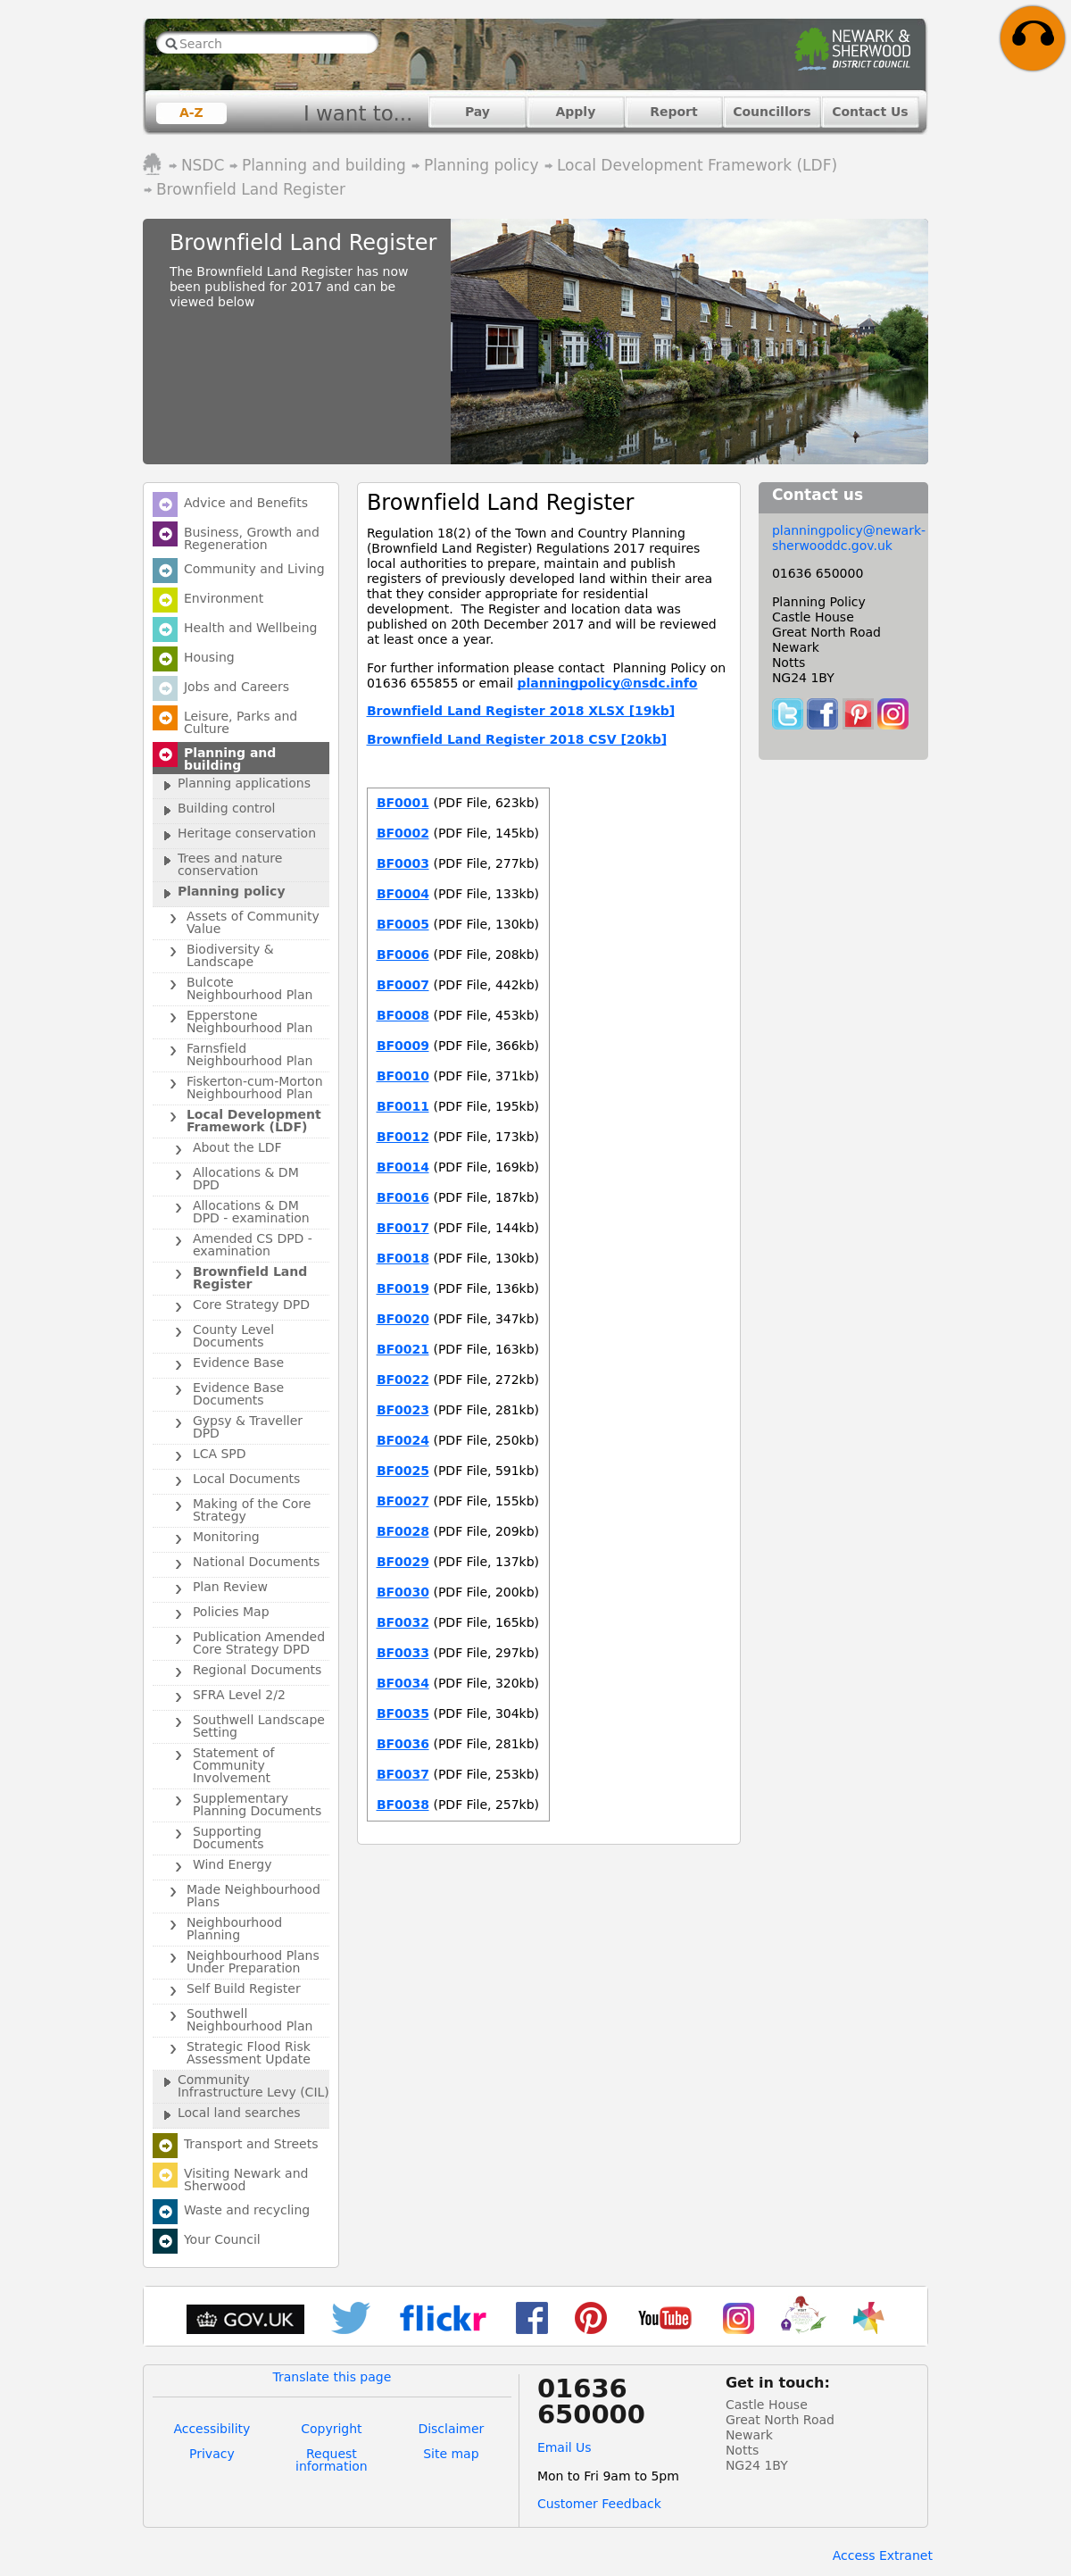 Search
NEWARK &
SHERWOOD
DISTRICT COUNCIL
A-Z
I want to...
Pay
Apply
Report
Councillors
Contact Us
NSDC Planning and building Planning policy Local Development Framework (LDF)
Brownfield Land Register
Brownfield Land Register
The Brownfield Land Register has now
been published for 2017 and can be
viewed below
Advice and Benefits
Business, Growth and
Regeneration
Community and Living
Environment
Health and Wellbeing
Housing
Jobs and Careers
Leisure, Parks and
Culture
Planning and
building
Planning applications
Building control
Heritage conservation
Trees and nature
conservation
Planning policy
Assets of Community
Value
Biodiversity &
Landscape
Bulcote
Neighbourhood Plan
Epperstone
Neighbourhood Plan
Farnsfield
Neighbourhood Plan
Fiskerton-cum-Morton
Neighbourhood Plan
Local Development
Framework (LDF)
About the LDF
Allocations & DM
DPD
Allocations & DM
DPD - examination
Amended CS DPD -
examination
Brownfield Land
Register
Core Strategy DPD
County Level
Documents
Evidence Base
Evidence Base
Documents
Gypsy & Traveller
DPD
LCA SPD
Local Documents
Making of the Core
Strategy
Monitoring
National Documents
Plan Review
Policies Map
Publication Amended
Core Strategy DPD
Regional Documents
SFRA Level 2/2
Southwell Landscape
Setting
Statement of
Community
Involvement
Supplementary
Planning Documents
Supporting
Documents
Wind Energy
Made Neighbourhood
Plans
Neighbourhood
Planning
Neighbourhood Plans
Under Preparation
Self Build Register
Southwell
Neighbourhood Plan
Strategic Flood Risk
Assessment Update
Community
Infrastructure Levy (CIL)
Local land searches
Transport and Streets
Visiting Newark and
Sherwood
Waste and recycling
Your Council
Brownfield Land Register
Regulation 18(2) of the Town and Country Planning
(Brownfield Land Register) Regulations 2017 requires
local authorities to prepare, maintain and publish
registers of previously developed land within their area
that they consider appropriate for residential
development.  The Register and location data was
published on 20th December 2017 and will be reviewed
at least once a year.
For further information please contact  Planning Policy on
01636 655855 or email planningpolicy@nsdc.info
Brownfield Land Register 2018 XLSX [19kb]
Brownfield Land Register 2018 CSV [20kb]
BF0001 (PDF File, 623kb)
BF0002 (PDF File, 145kb)
BF0003 (PDF File, 277kb)
BF0004 (PDF File, 133kb)
BF0005 (PDF File, 130kb)
BF0006 (PDF File, 208kb)
BF0007 (PDF File, 442kb)
BF0008 (PDF File, 453kb)
BF0009 (PDF File, 366kb)
BF0010 (PDF File, 371kb)
BF0011 (PDF File, 195kb)
BF0012 (PDF File, 173kb)
BF0014 (PDF File, 169kb)
BF0016 (PDF File, 187kb)
BF0017 (PDF File, 144kb)
BF0018 (PDF File, 130kb)
BF0019 (PDF File, 136kb)
BF0020 (PDF File, 347kb)
BF0021 (PDF File, 163kb)
BF0022 (PDF File, 272kb)
BF0023 (PDF File, 281kb)
BF0024 (PDF File, 250kb)
BF0025 (PDF File, 591kb)
BF0027 (PDF File, 155kb)
BF0028 (PDF File, 209kb)
BF0029 (PDF File, 137kb)
BF0030 (PDF File, 200kb)
BF0032 (PDF File, 165kb)
BF0033 (PDF File, 297kb)
BF0034 (PDF File, 320kb)
BF0035 (PDF File, 304kb)
BF0036 (PDF File, 281kb)
BF0037 (PDF File, 253kb)
BF0038 (PDF File, 257kb)
Contact us
planningpolicy@newark-
sherwooddc.gov.uk
01636 650000
Planning Policy
Castle House
Great North Road
Newark
Notts
NG24 1BY
GOV.UK
flickr
You Tube
Translate this page
Accessibility
Copyright
Disclaimer
Privacy
Request
information
Site map
01636
650000
Email Us
Mon to Fri 9am to 5pm
Customer Feedback
Get in touch:
Castle House
Great North Road
Newark
Notts
NG24 1BY
Access Extranet